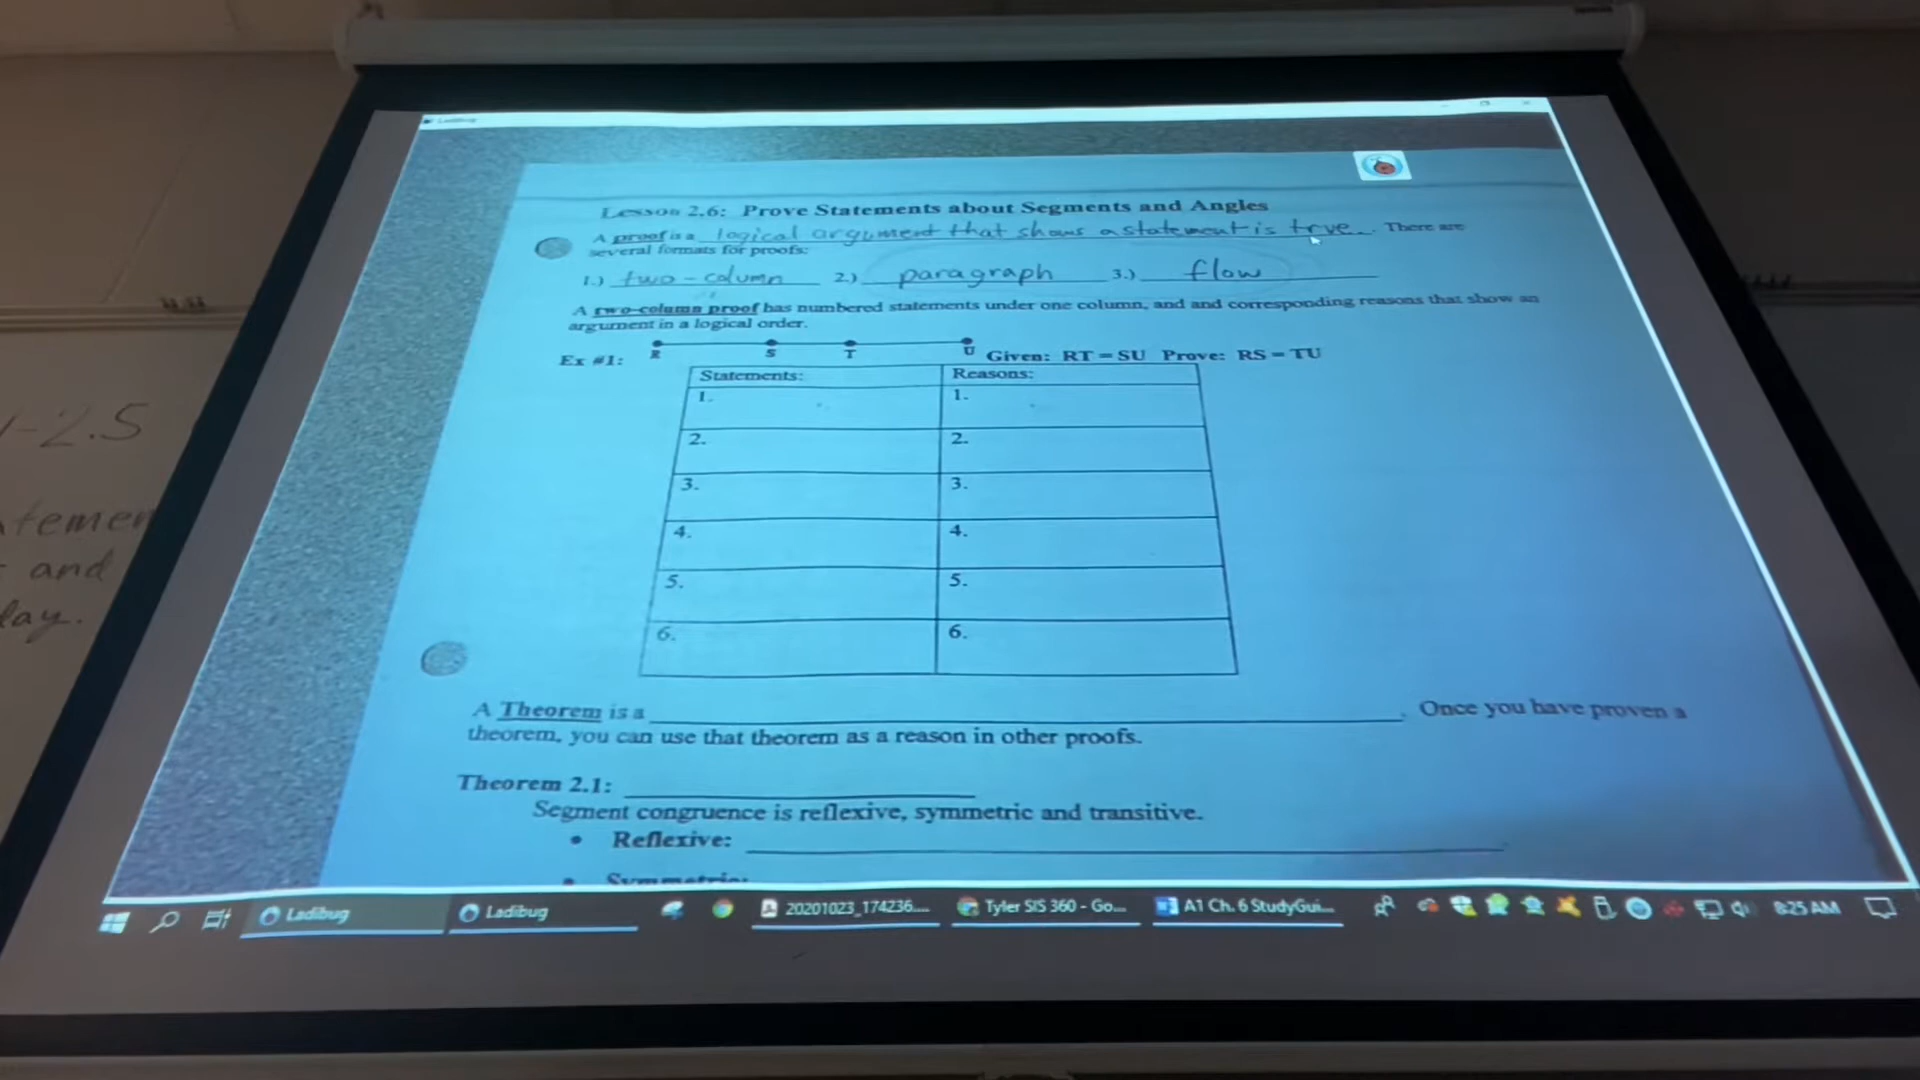 Ladibug
Lesson 2.6: Prove Statements about Segments and Angles
A proof is a logical argument that shows a statement is true. There are
several formats for proofs:
1.) two-column 2.) paragraph 3.) flow
A two-column proof has numbered statements under one column, and and corresponding reasons that show an
argument in a logical order.
R S T U
Ex #1: Given: RT = SU Prove: RS = TU
Statements: Reasons:
1. 1.
2. 2.
3. 3.
4. 4.
5. 5.
6. 6.
A Theorem is a . Once you have proven a
theorem, you can use that theorem as a reason in other proofs.
Theorem 2.1:
Segment congruence is reflexive, symmetric and transitive.
• Reflexive:
• Symmetric:
Ladibug Ladibug 20201023_174236.... Tyler SIS 360 - Go... A1 Ch. 6 StudyGui... 8:25 AM
-2.5
and